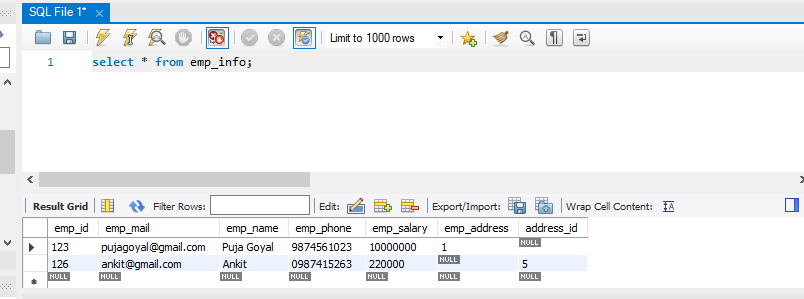 SQL File 1*
Limit to 1000 rows
1 select * from emp_info;
Result Grid Filter Rows: Edit: Export/Import: Wrap Cell Content:
emp_id emp_mail emp_name emp_phone emp_salary emp_address address_id
123 pujagoyal@gmail.com Puja Goyal 9874561023 10000000 1 NULL
126 ankit@gmail.com Ankit 0987415263 220000 NULL 5
NULL NULL NULL NULL NULL NULL NULL